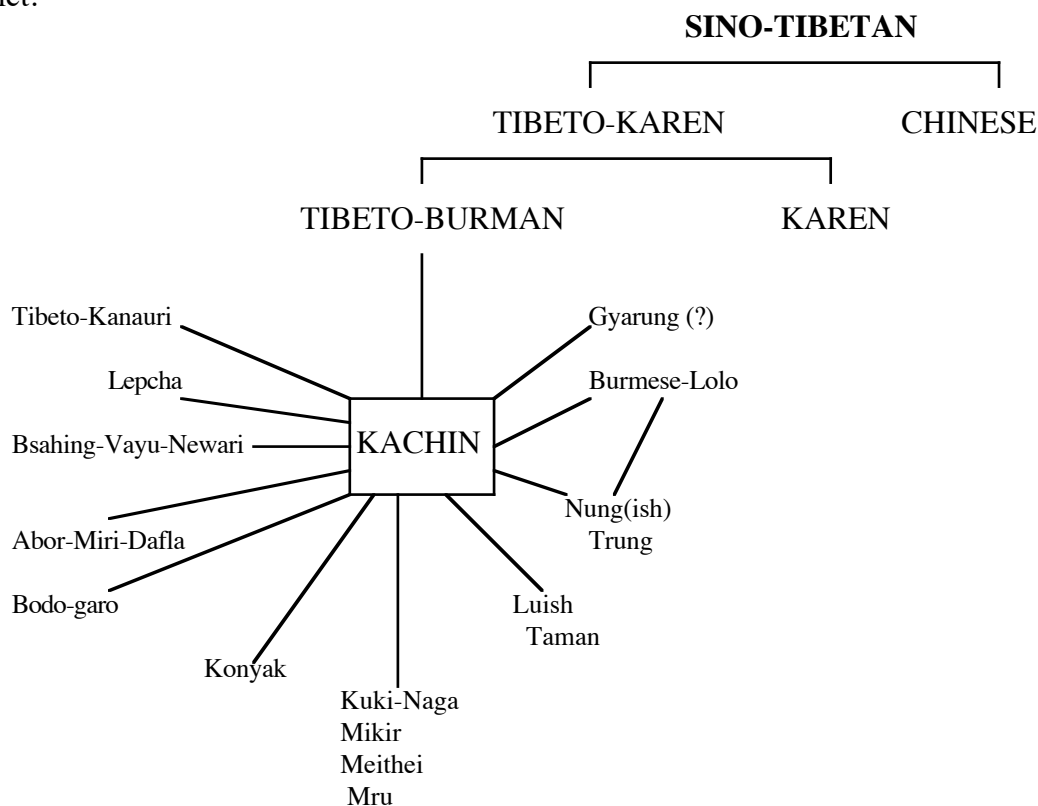 SINO-TIBETAN
TIBETO-KAREN CHINESE
TIBETO-BURMAN KAREN
Tibeto-Kanauri
Gyarung (?)
Lepcha
Burmese-Lolo
Bsahing-Vayu-Newari
KACHIN
Nung(ish)
Trung
Abor-Miri-Dafla
Bodo-garo
Luish
Taman
Konyak
Kuki-Naga
Mikir
Meithei
Mru